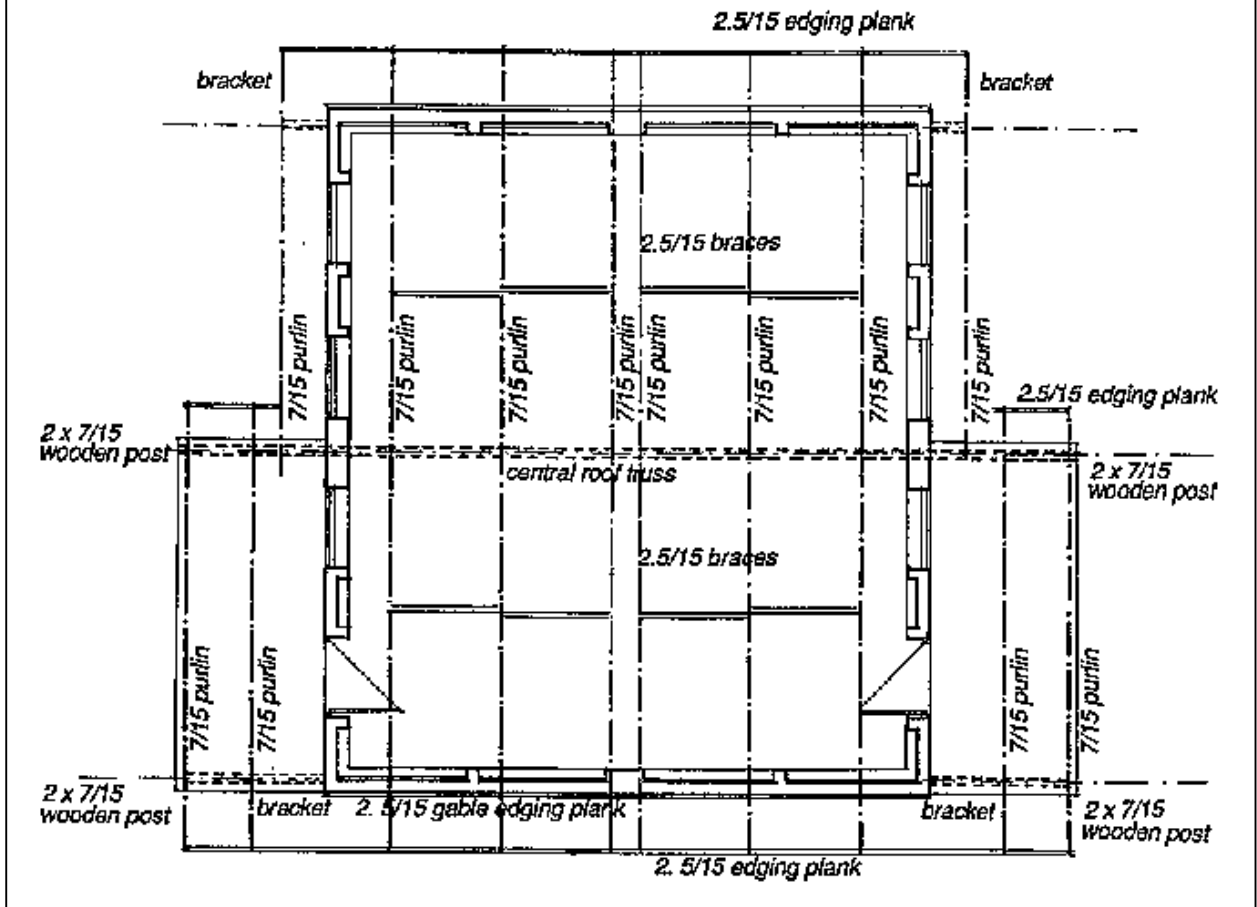 2.5/15 edging plank
bracket
bracket
2.5/15 braces
7/15 purlin
7/15 purlin
7/15 purlin
7/15 purlin
7/15 purlin
7/15 purlin
7/15 purlin
7/15 purlin
2.5/15 edging plank
2 x 7/15
wooden post
central roof truss
2 x 7/15
wooden post
2.5/15 braces
7/15 purlin
7/15 purlin
7/15 purlin
7/15 purlin
2 x 7/15
wooden post
bracket
2. 5/15 gable edging plank
bracket
2 x 7/15
wooden post
2. 5/15 edging plank